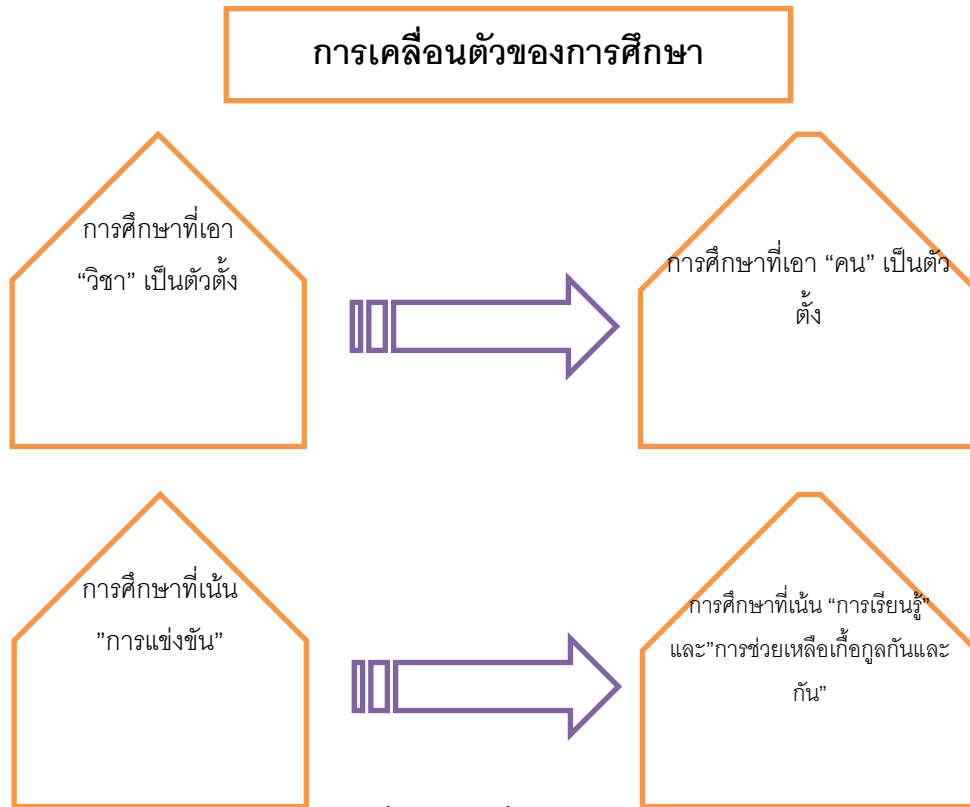 การเคลื่อนตัวของการศึกษา
การศึกษาที่เอา
“วิชา” เป็นตัวตั้ง
การศึกษาที่เอา “คน” เป็นตัว
ตั้ง
การศึกษาที่เน้น
”การแข่งขัน”
การศึกษาที่เน้น “การเรียนรู้”
และ”การช่วยเหลือเกื้อกูลกันและ
กัน”